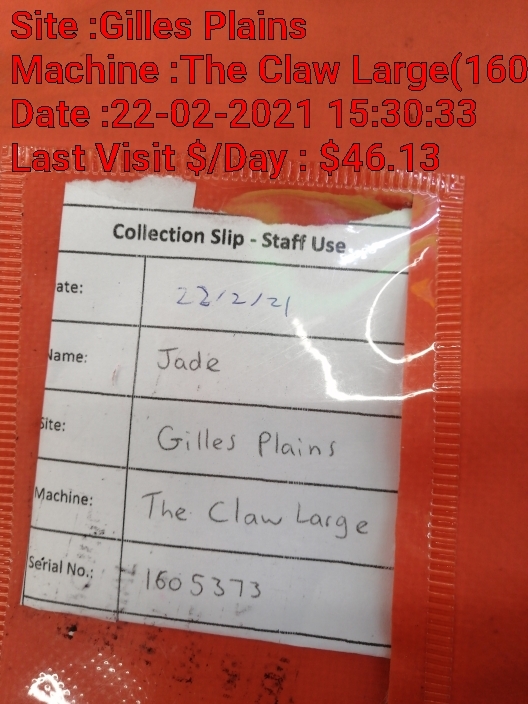 Site :Gilles Plains
Machine :The Claw Large(160
Date :22-02-2021 15:30:33
Last Visit $/Day : $46.13
Collection Slip - Staff Use
ate: 22/2/21
Name: Jade
Site: Gilles Plains
Machine: The Claw Large
Serial No.: 1605373